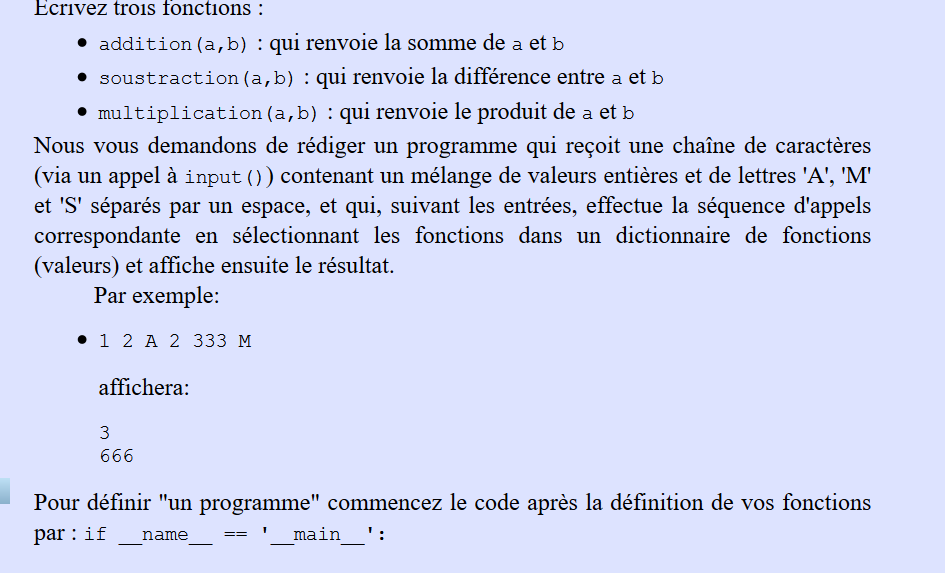 Écrivez trois fonctions :
• addition(a,b) : qui renvoie la somme de a et b
• soustraction(a,b) : qui renvoie la différence entre a et b
• multiplication(a,b) : qui renvoie le produit de a et b
Nous vous demandons de rédiger un programme qui reçoit une chaîne de caractères
(via un appel à input()) contenant un mélange de valeurs entières et de lettres 'A', 'M'
et 'S' séparés par un espace, et qui, suivant les entrées, effectue la séquence d'appels
correspondante en sélectionnant les fonctions dans un dictionnaire de fonctions
(valeurs) et affiche ensuite le résultat.
Par exemple:
• 1 2 A 2 333 M
affichera:
3
666
Pour définir "un programme" commencez le code après la définition de vos fonctions
par : if __name__ == '__main__':